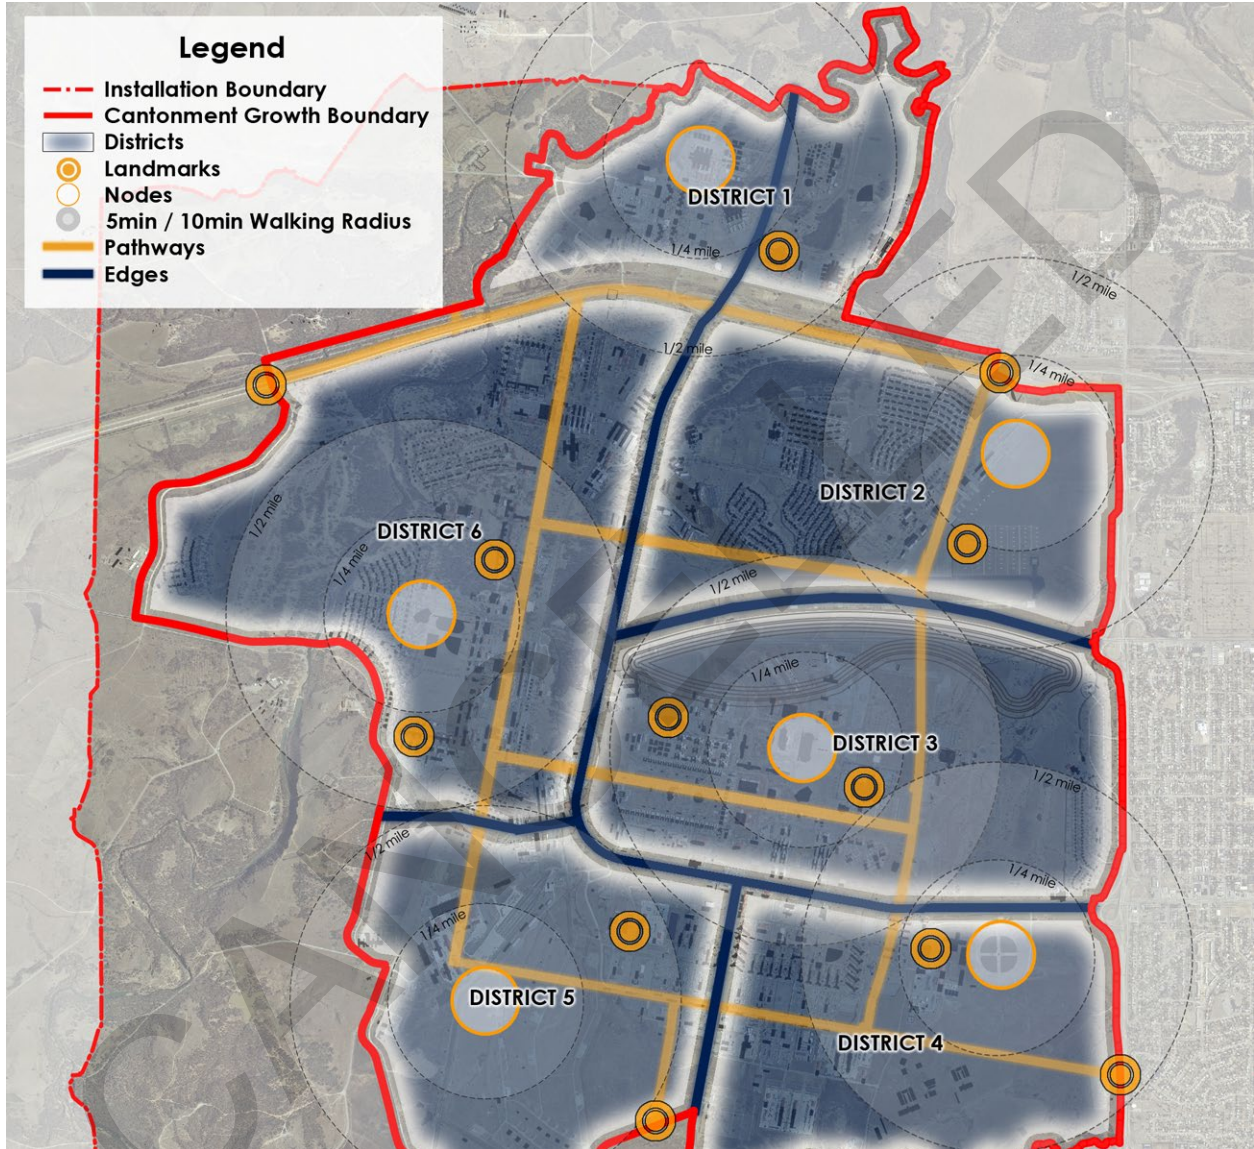 Legend
Installation Boundary
Cantonment Growth Boundary
Districts
Landmarks
Nodes
5min / 10min Walking Radius
Pathways
Edges
DISTRICT 1
1/4 mile
1/2 mile
1/2 mile
1/4 mile
DISTRICT 2
1/2 mile
DISTRICT 6
1/4 mile
1/2 mile
1/4 mile
DISTRICT 3
1/2 mile
1/2 mile
1/4 mile
1/4 mile
DISTRICT 5
DISTRICT 4